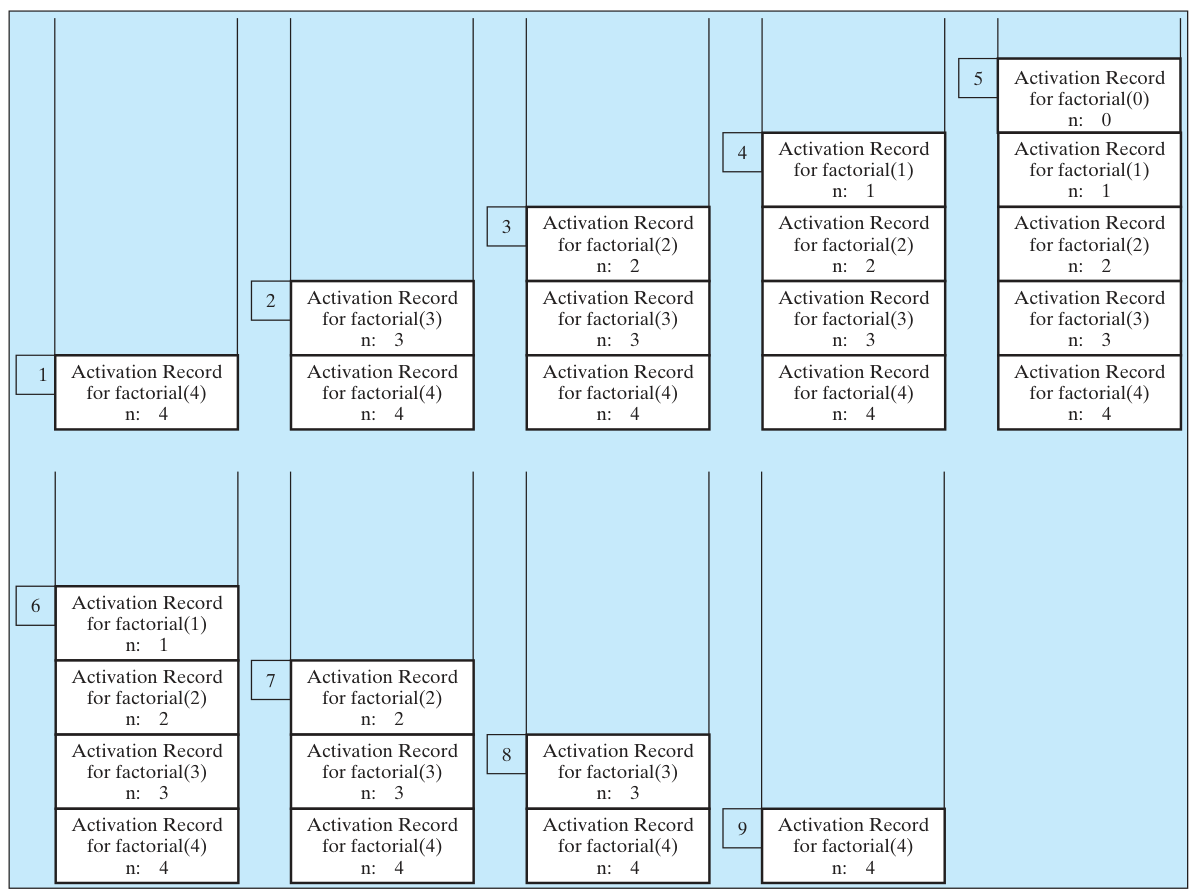 1
Activation Record
for factorial(4)
n: 4
2
Activation Record
for factorial(3)
n: 3
Activation Record
for factorial(4)
n: 4
3
Activation Record
for factorial(2)
n: 2
Activation Record
for factorial(3)
n: 3
Activation Record
for factorial(4)
n: 4
4
Activation Record
for factorial(1)
n: 1
Activation Record
for factorial(2)
n: 2
Activation Record
for factorial(3)
n: 3
Activation Record
for factorial(4)
n: 4
5
Activation Record
for factorial(0)
n: 0
Activation Record
for factorial(1)
n: 1
Activation Record
for factorial(2)
n: 2
Activation Record
for factorial(3)
n: 3
Activation Record
for factorial(4)
n: 4
6
Activation Record
for factorial(1)
n: 1
Activation Record
for factorial(2)
n: 2
Activation Record
for factorial(3)
n: 3
Activation Record
for factorial(4)
n: 4
7
Activation Record
for factorial(2)
n: 2
Activation Record
for factorial(3)
n: 3
Activation Record
for factorial(4)
n: 4
8
Activation Record
for factorial(3)
n: 3
Activation Record
for factorial(4)
n: 4
9
Activation Record
for factorial(4)
n: 4